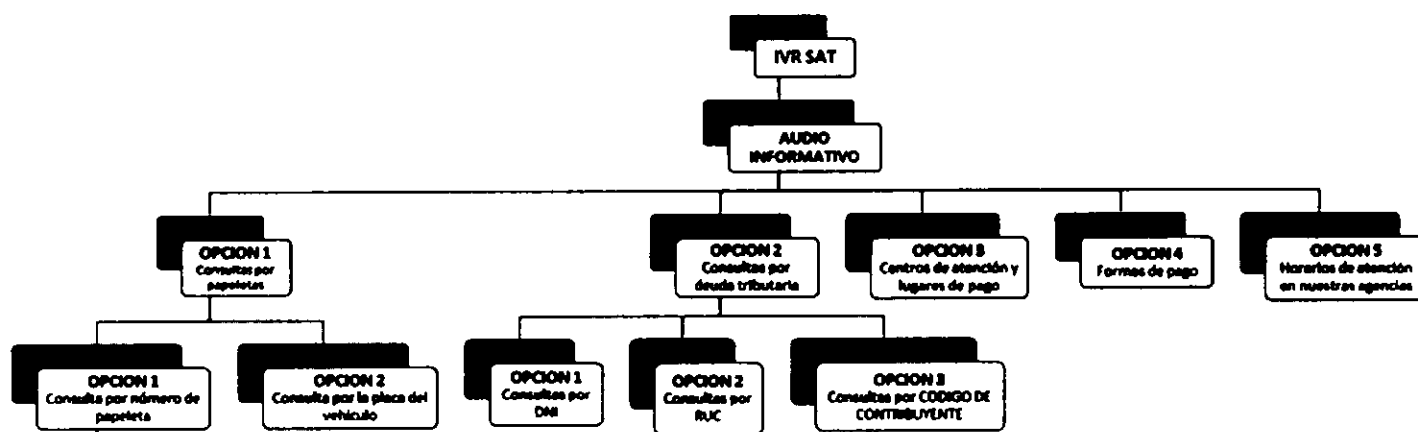 IVR SAT
AUDIO
INFORMATIVO
OPCION 1
Consultas por
papeletas
OPCION 2
Consultas por
deuda tributaria
OPCION 3
Centros de atención y
lugares de pago
OPCION 4
Formas de pago
OPCION 5
Horarios de atención
en nuestras agencias
OPCION 1
Consulta por número de
papeleta
OPCION 2
Consulta por la placa del
vehículo
OPCION 1
Consultas por
DNI
OPCION 2
Consultas por
RUC
OPCION 3
Consultas por CODIGO DE
CONTRIBUYENTE